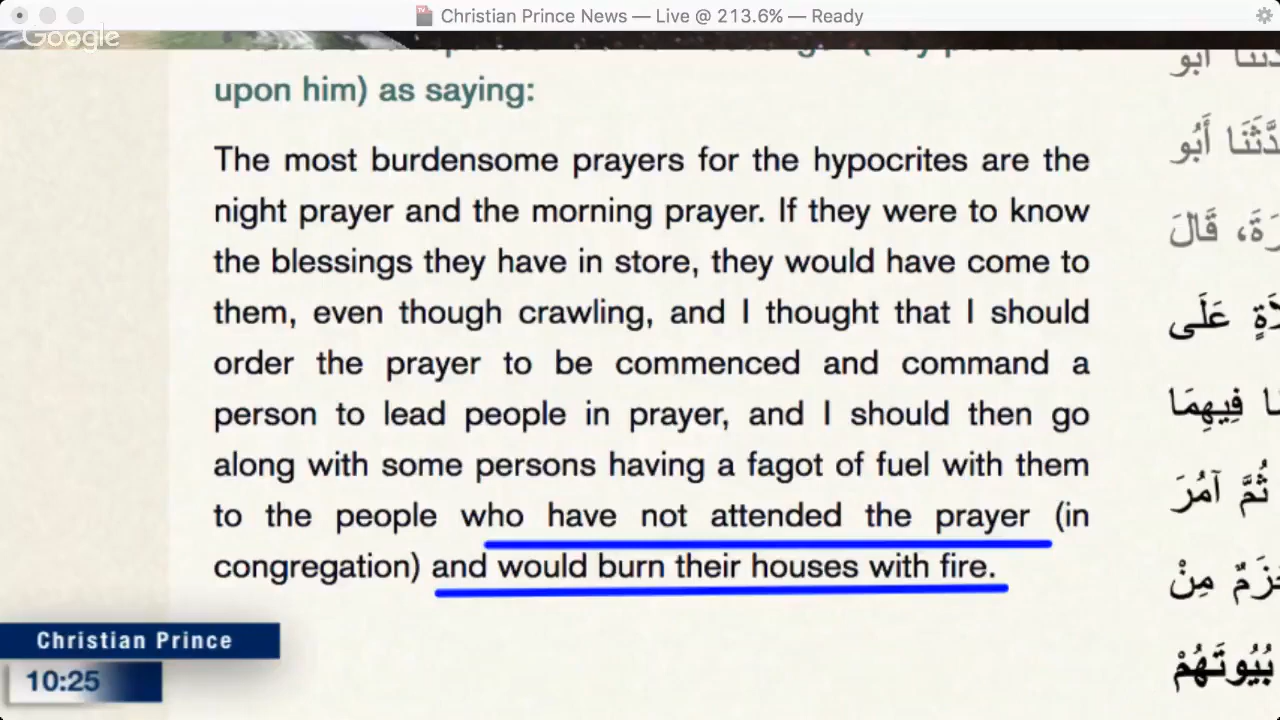 Christian Prince News — Live @ 213.6% — Ready
Google
upon him) as saying:
The most burdensome prayers for the hypocrites are the
night prayer and the morning prayer. If they were to know
the blessings they have in store, they would have come to
them, even though crawling, and I thought that I should
order the prayer to be commenced and command a
person to lead people in prayer, and I should then go
along with some persons having a fagot of fuel with them
to the people who have not attended the prayer (in
congregation) and would burn their houses with fire.
أَبُو
قَالَ
عَلَى
فِيهِمَا
ثُمَّ آمُرَ
مِنْ
بُيُوتَهُمْ
Christian Prince
10:25